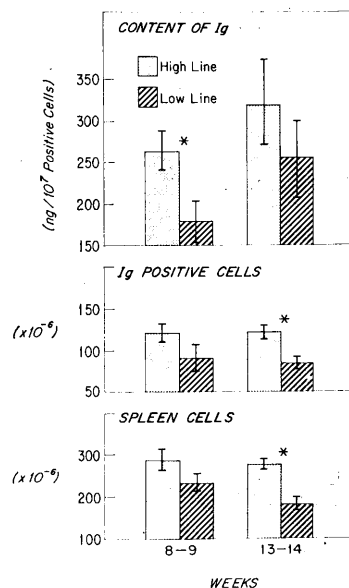 CONTENT OF Ig
High Line
Low Line
(ng/10⁷ Positive Cells)
350
300
250
200
150
*
Ig POSITIVE CELLS
(x10⁻⁶)
150
100
50
*
SPLEEN CELLS
(x10⁻⁶)
300
200
100
*
8-9
13-14
WEEKS